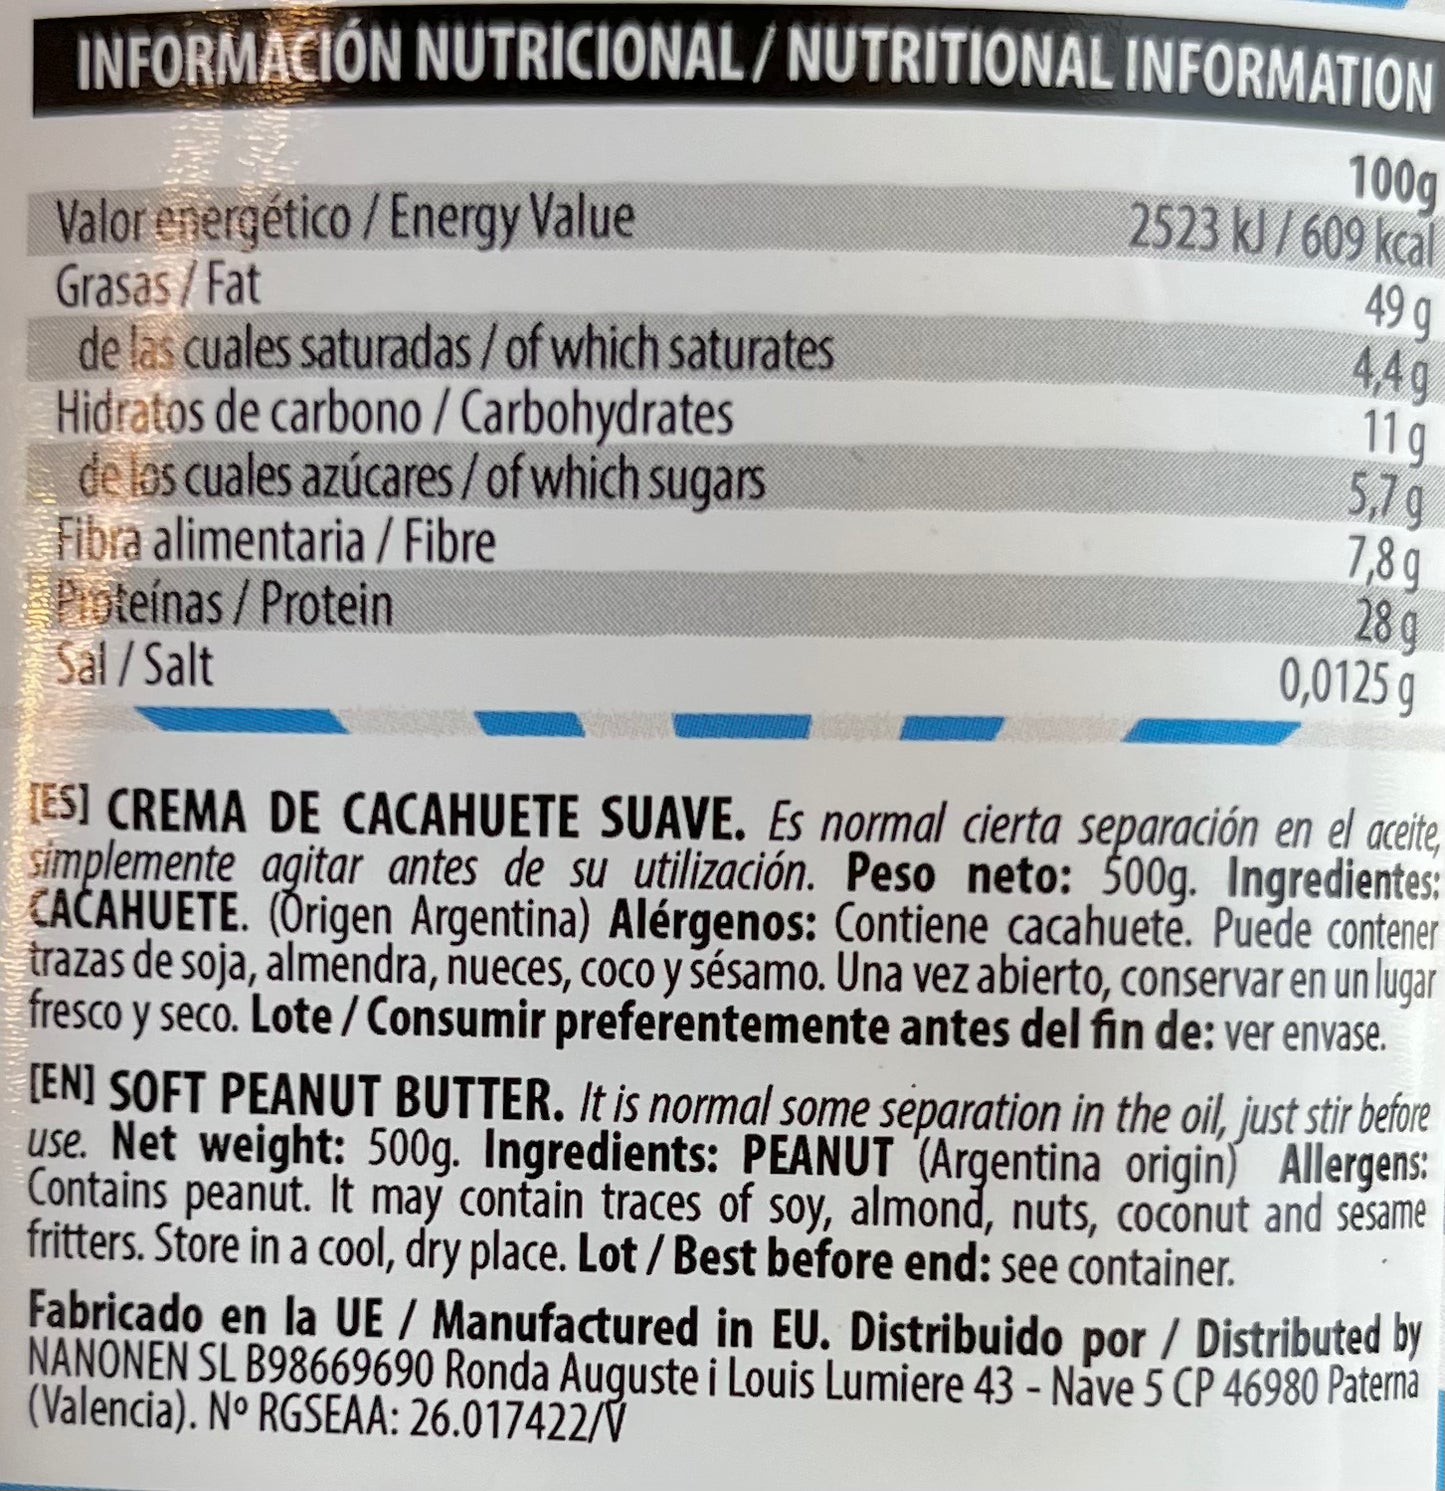 INFORMACIÓN NUTRICIONAL / NUTRITIONAL INFORMATION
100g
Valor energético / Energy Value 2523 kJ / 609 kcal
Grasas / Fat 49 g
de las cuales saturadas / of which saturates 4,4 g
Hidratos de carbono / Carbohydrates 11 g
de los cuales azúcares / of which sugars 5,7 g
Fibra alimentaria / Fibre 7,8 g
Proteínas / Protein 28 g
Sal / Salt 0,0125 g
[ES] CREMA DE CACAHUETE SUAVE. Es normal cierta separación en el aceite,
simplemente agitar antes de su utilización. Peso neto: 500g. Ingredientes:
CACAHUETE. (Origen Argentina) Alérgenos: Contiene cacahuete. Puede contener
trazas de soja, almendra, nueces, coco y sésamo. Una vez abierto, conservar en un lugar
fresco y seco. Lote / Consumir preferentemente antes del fin de: ver envase.
[EN] SOFT PEANUT BUTTER. It is normal some separation in the oil, just stir before
use. Net weight: 500g. Ingredients: PEANUT (Argentina origin) Allergens:
Contains peanut. It may contain traces of soy, almond, nuts, coconut and sesame
fritters. Store in a cool, dry place. Lot / Best before end: see container.
Fabricado en la UE / Manufactured in EU. Distribuido por / Distributed by
NANONEN SL B98669690 Ronda Auguste i Louis Lumiere 43 - Nave 5 CP 46980 Paterna
(Valencia). Nº RGSEAA: 26.017422/V